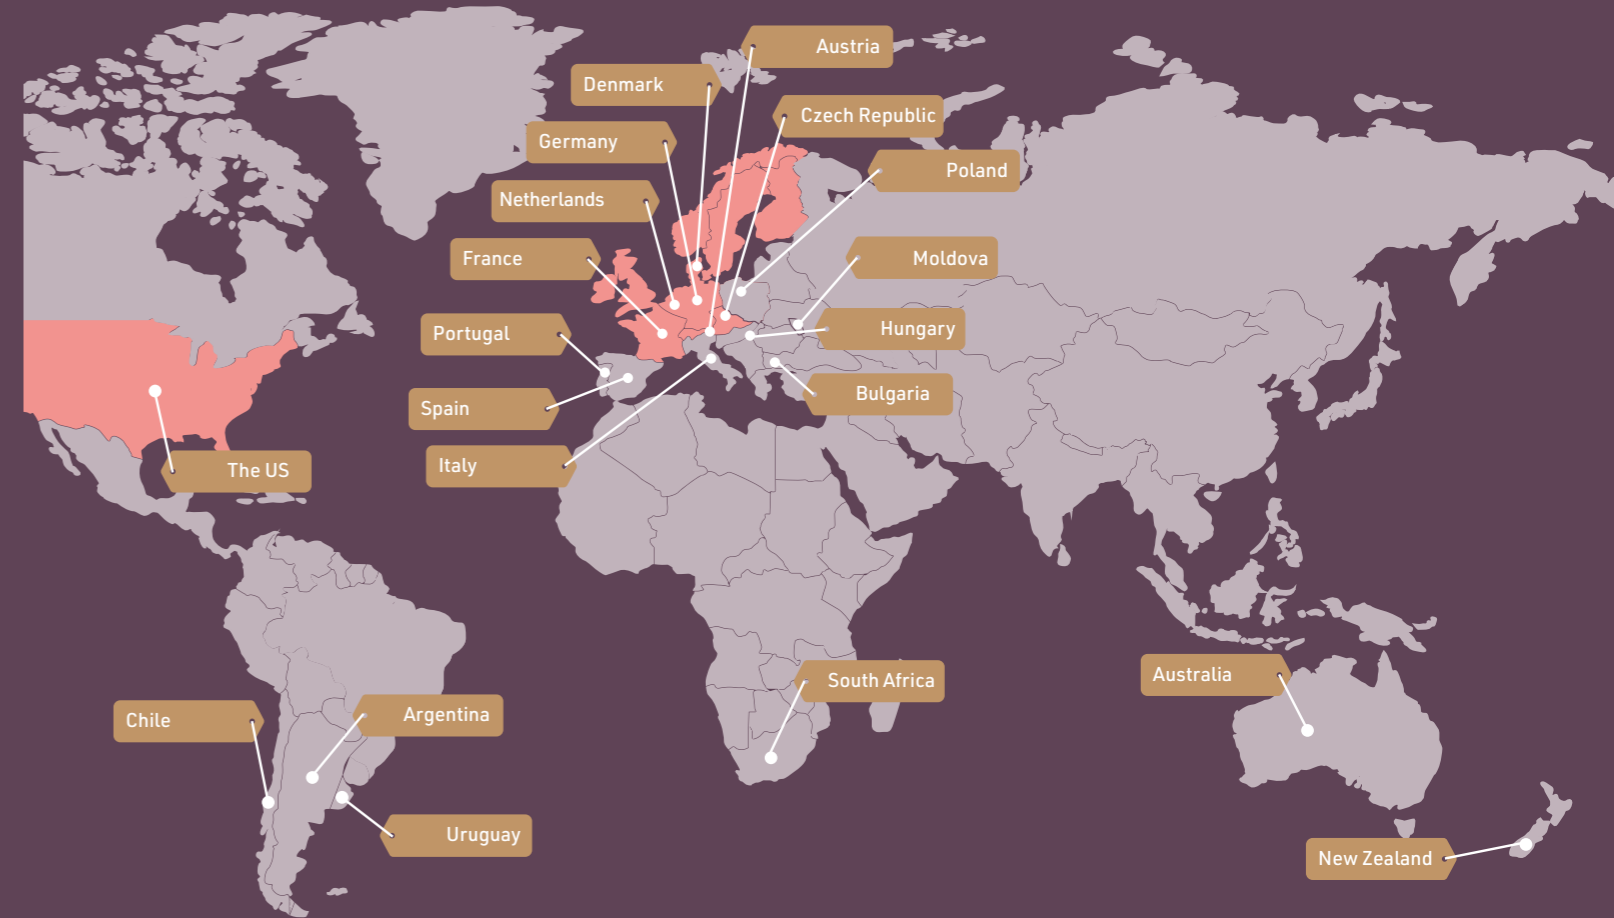 Austria
Denmark
Czech Republic
Germany
Poland
Netherlands
France
Moldova
Portugal
Hungary
Spain
Bulgaria
Italy
The US
South Africa
Australia
Chile
Argentina
Uruguay
New Zealand